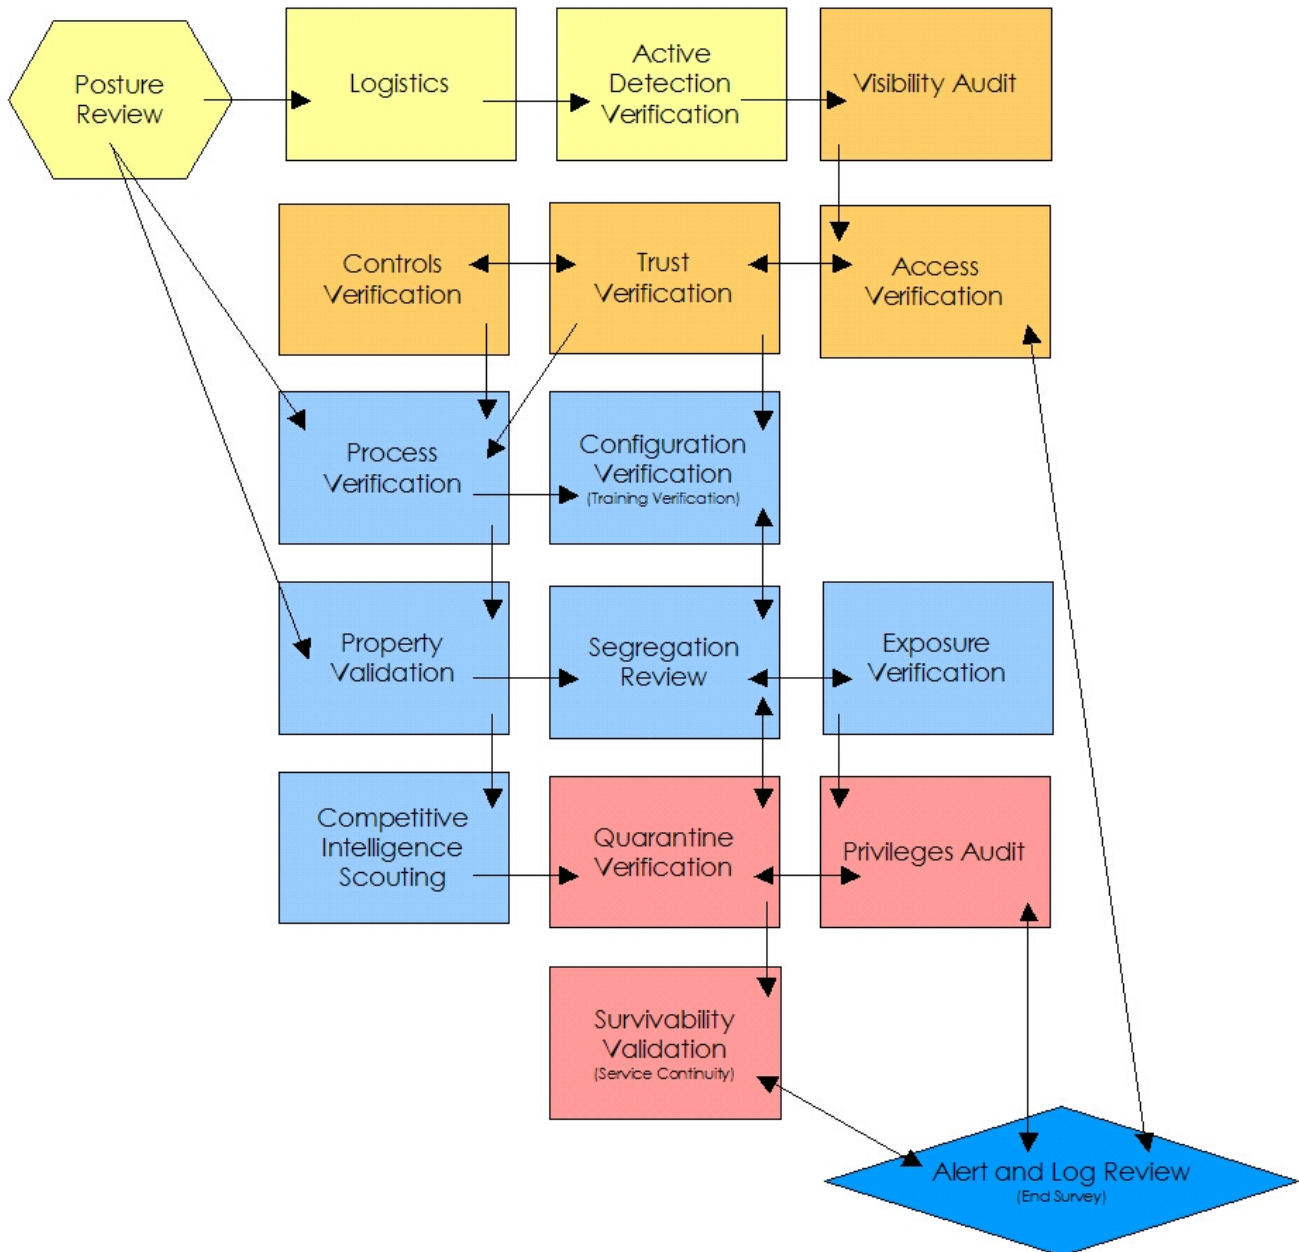 Posture
Review
Logistics
Active
Detection
Verification
Visibility Audit
Controls
Verification
Trust
Verification
Access
Verification
Process
Verification
Configuration
Verification
(Training Verification)
Property
Validation
Segregation
Review
Exposure
Verification
Competitive
Intelligence
Scouting
Quarantine
Verification
Privileges Audit
Survivability
Validation
(Service Continuity)
Alert and Log Review
(End Survey)